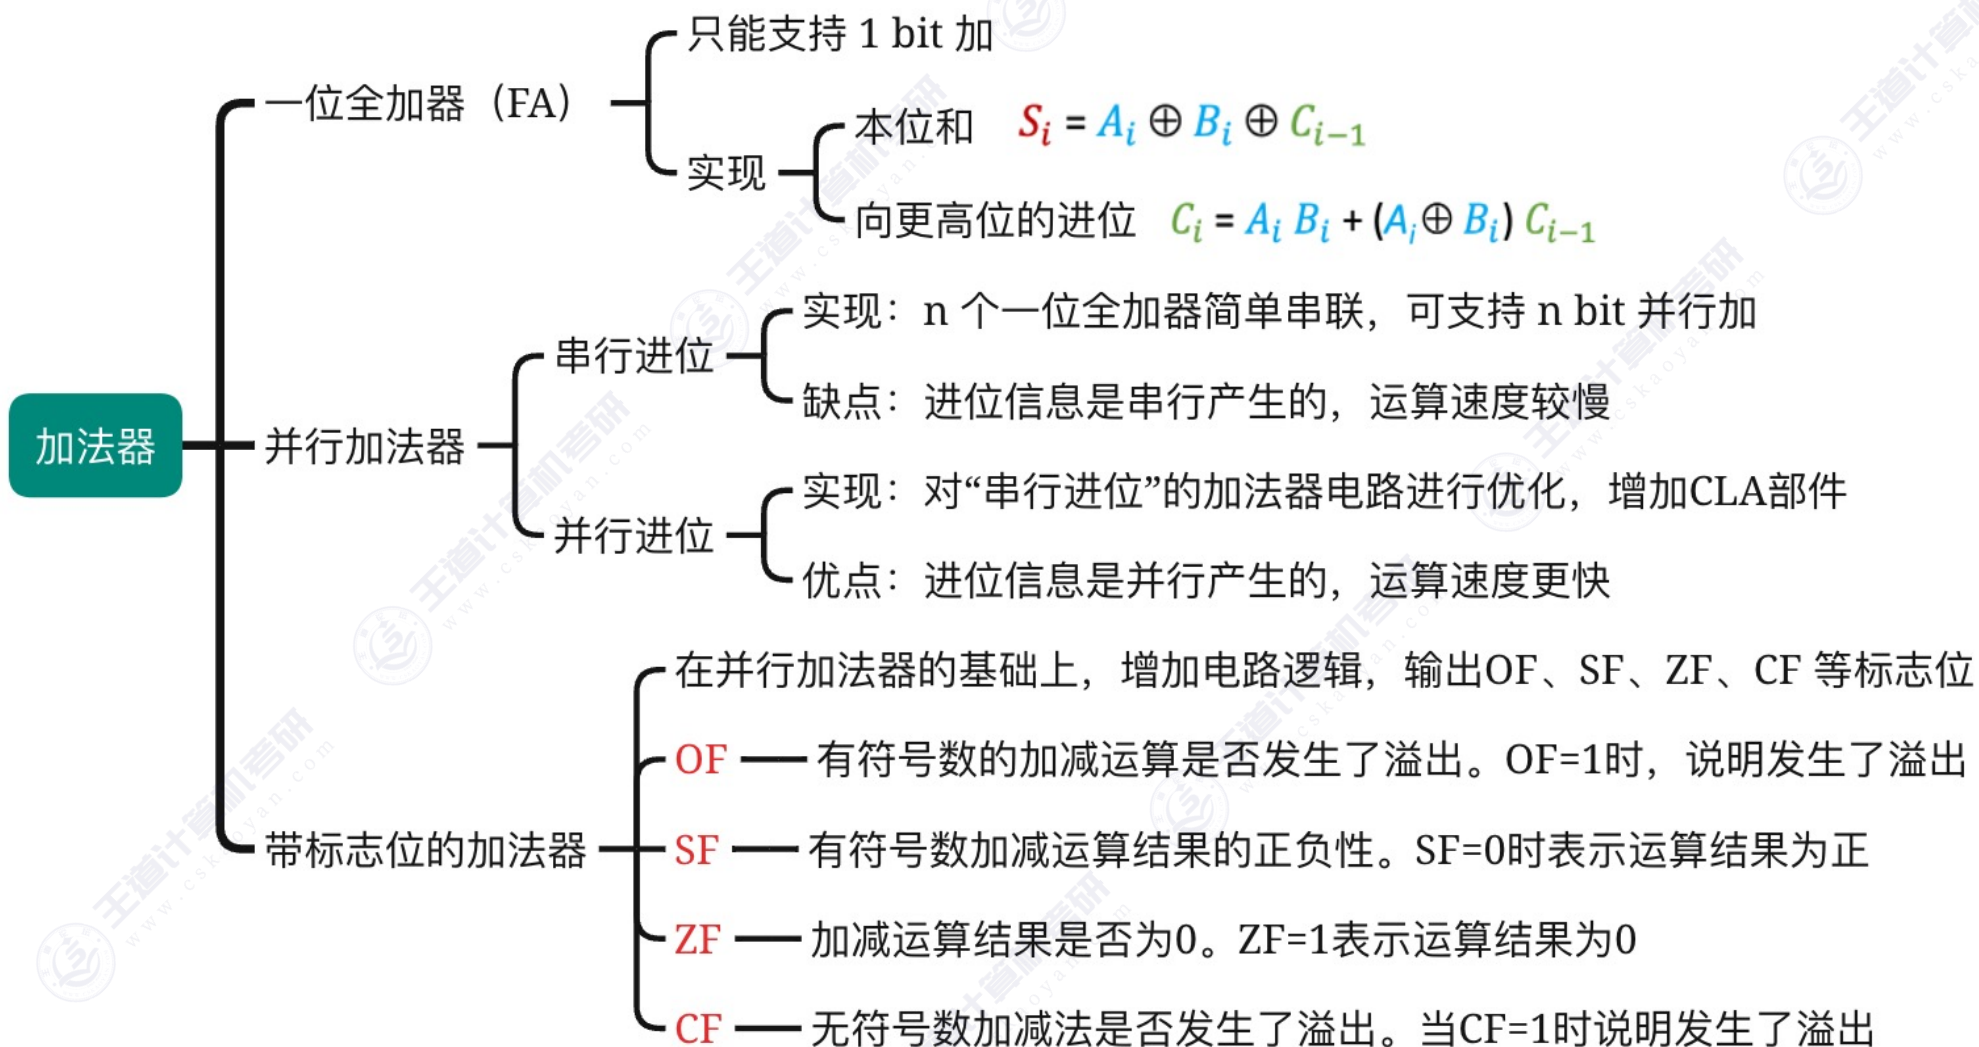 只能支持 1 bit 加
一位全加器（FA）
本位和 Sᵢ = Aᵢ ⊕ Bᵢ ⊕ Cᵢ₋₁
实现
向更高位的进位 Cᵢ = Aᵢ Bᵢ + (Aᵢ ⊕ Bᵢ) Cᵢ₋₁
实现：n 个一位全加器简单串联，可支持 n bit 并行加
串行进位
缺点：进位信息是串行产生的，运算速度较慢
加法器
并行加法器
实现：对“串行进位”的加法器电路进行优化，增加CLA部件
并行进位
优点：进位信息是并行产生的，运算速度更快
在并行加法器的基础上，增加电路逻辑，输出OF、SF、ZF、CF 等标志位
OF 有符号数的加减运算是否发生了溢出。OF=1时，说明发生了溢出
带标志位的加法器
SF 有符号数加减运算结果的正负性。SF=0时表示运算结果为正
ZF 加减运算结果是否为0。ZF=1表示运算结果为0
CF 无符号数加减法是否发生了溢出。当CF=1时说明发生了溢出
王道计算机考研
www.cskaoyan.com